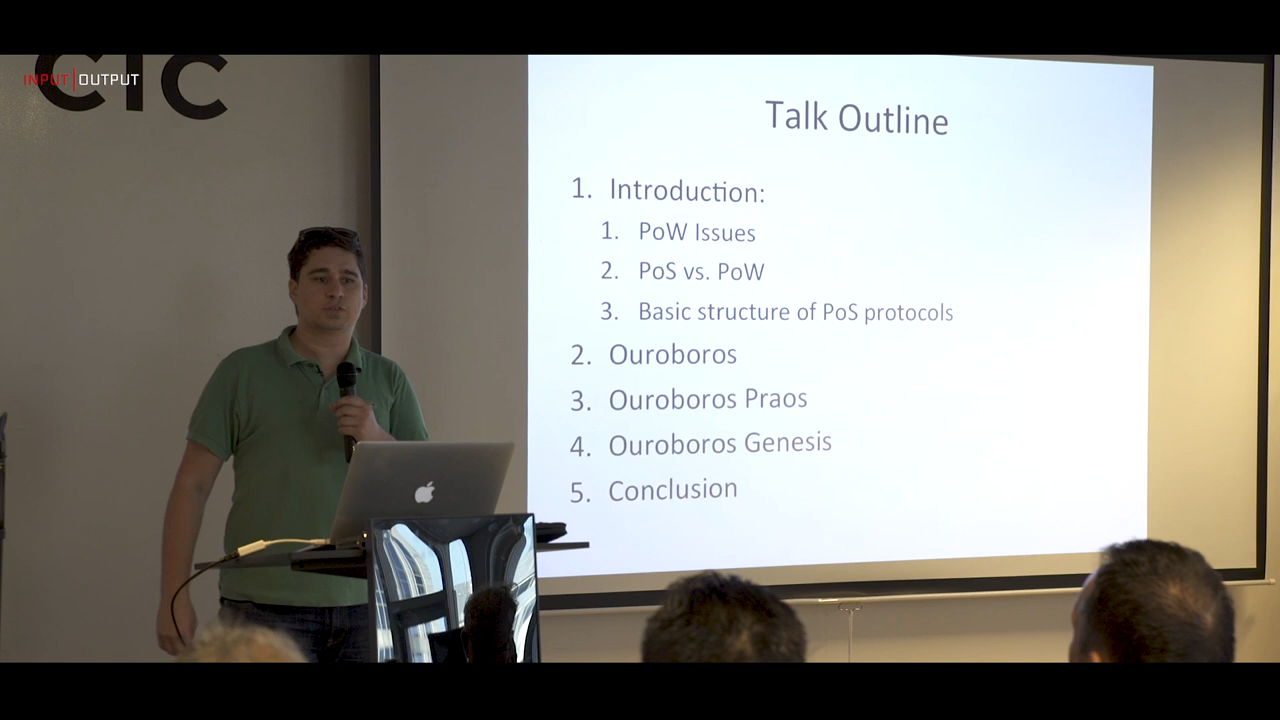 INPUT|OUTPUT
CIC
Talk Outline
1. Introduction:
1. PoW Issues
2. PoS vs. PoW
3. Basic structure of PoS protocols
2. Ouroboros
3. Ouroboros Praos
4. Ouroboros Genesis
5. Conclusion